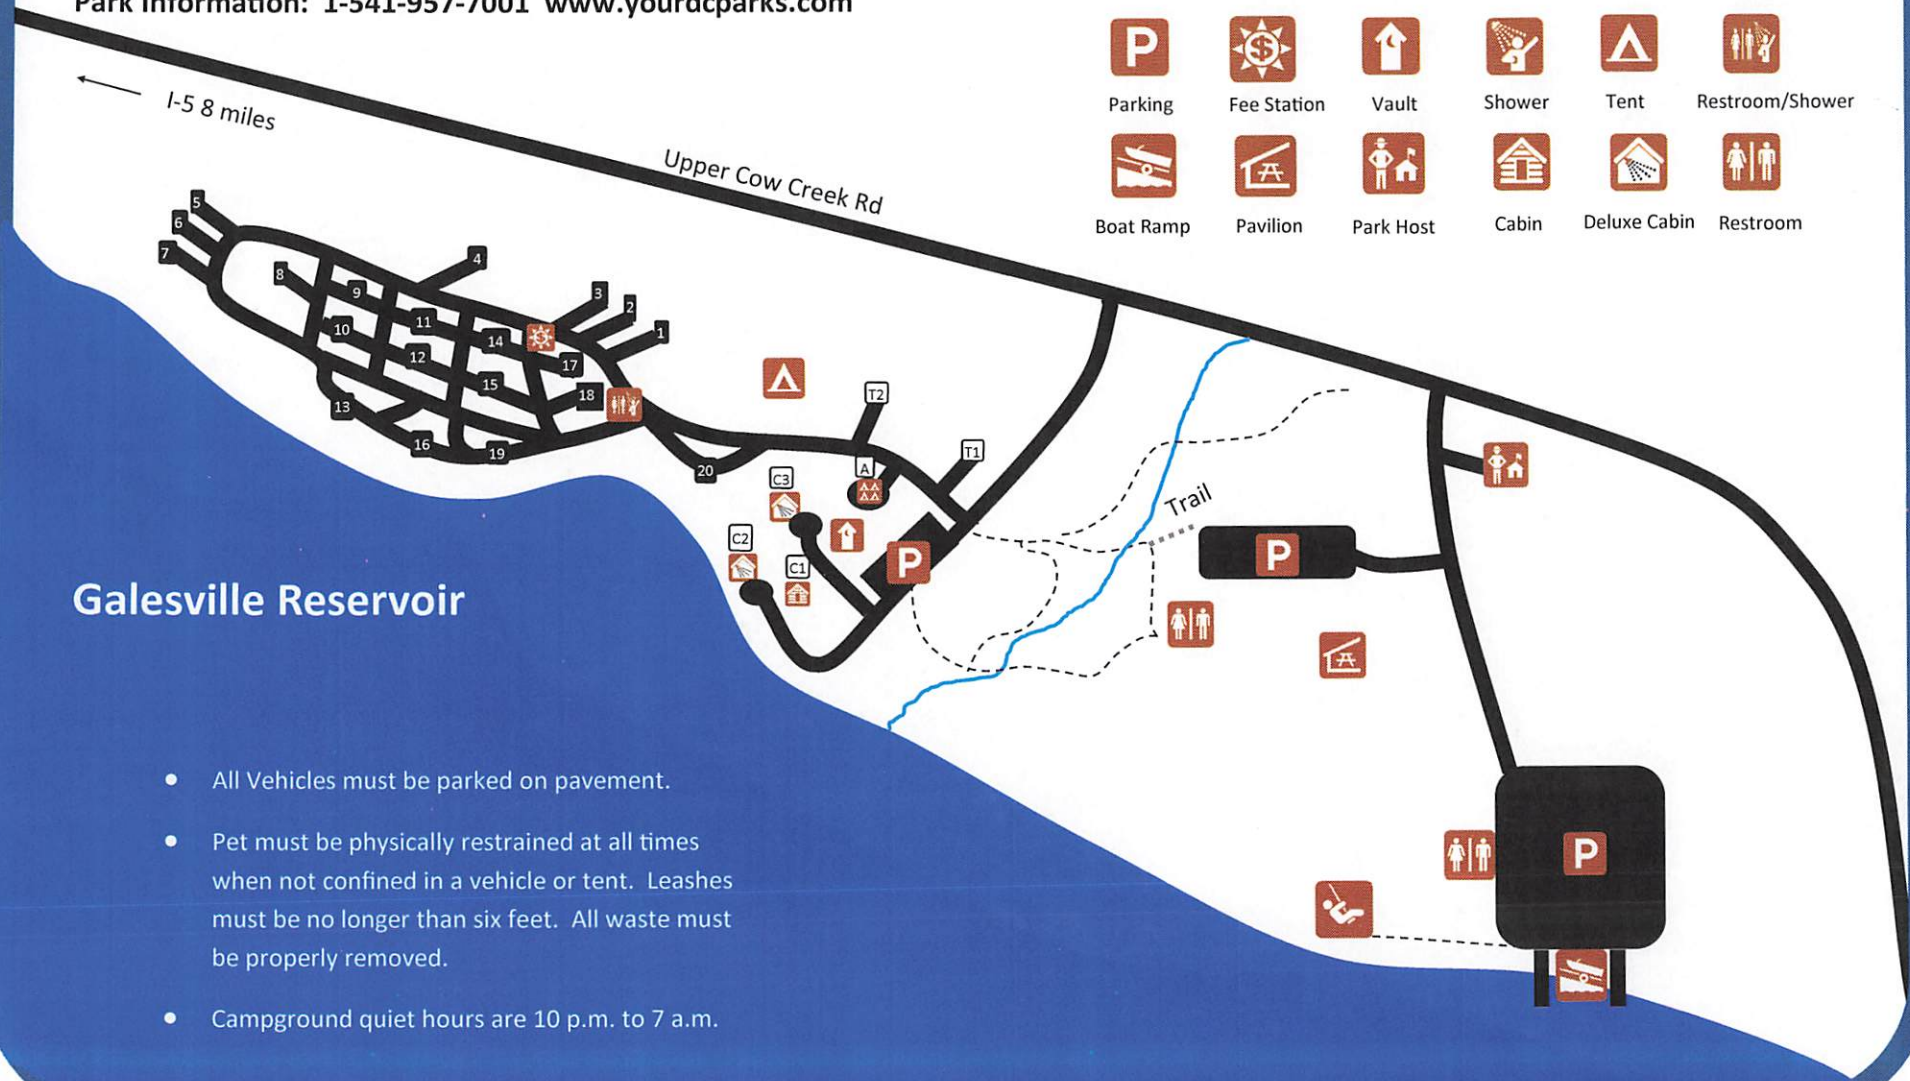 Park Information: 1-541-957-7001 www.yourdcparks.com
P
$
Parking
Fee Station
Vault
Shower
Tent
Restroom/Shower
Boat Ramp
Pavilion
Park Host
Cabin
Deluxe Cabin
Restroom
I-5 8 miles
Upper Cow Creek Rd
5
6
7
4
8
9
3
2
1
10
11
12
14
17
15
18
13
16
19
20
T2
T1
A
C3
C2
C1
P
Trail
P
P
Galesville Reservoir
• All Vehicles must be parked on pavement.
• Pet must be physically restrained at all times
when not confined in a vehicle or tent. Leashes
must be no longer than six feet. All waste must
be properly removed.
• Campground quiet hours are 10 p.m. to 7 a.m.